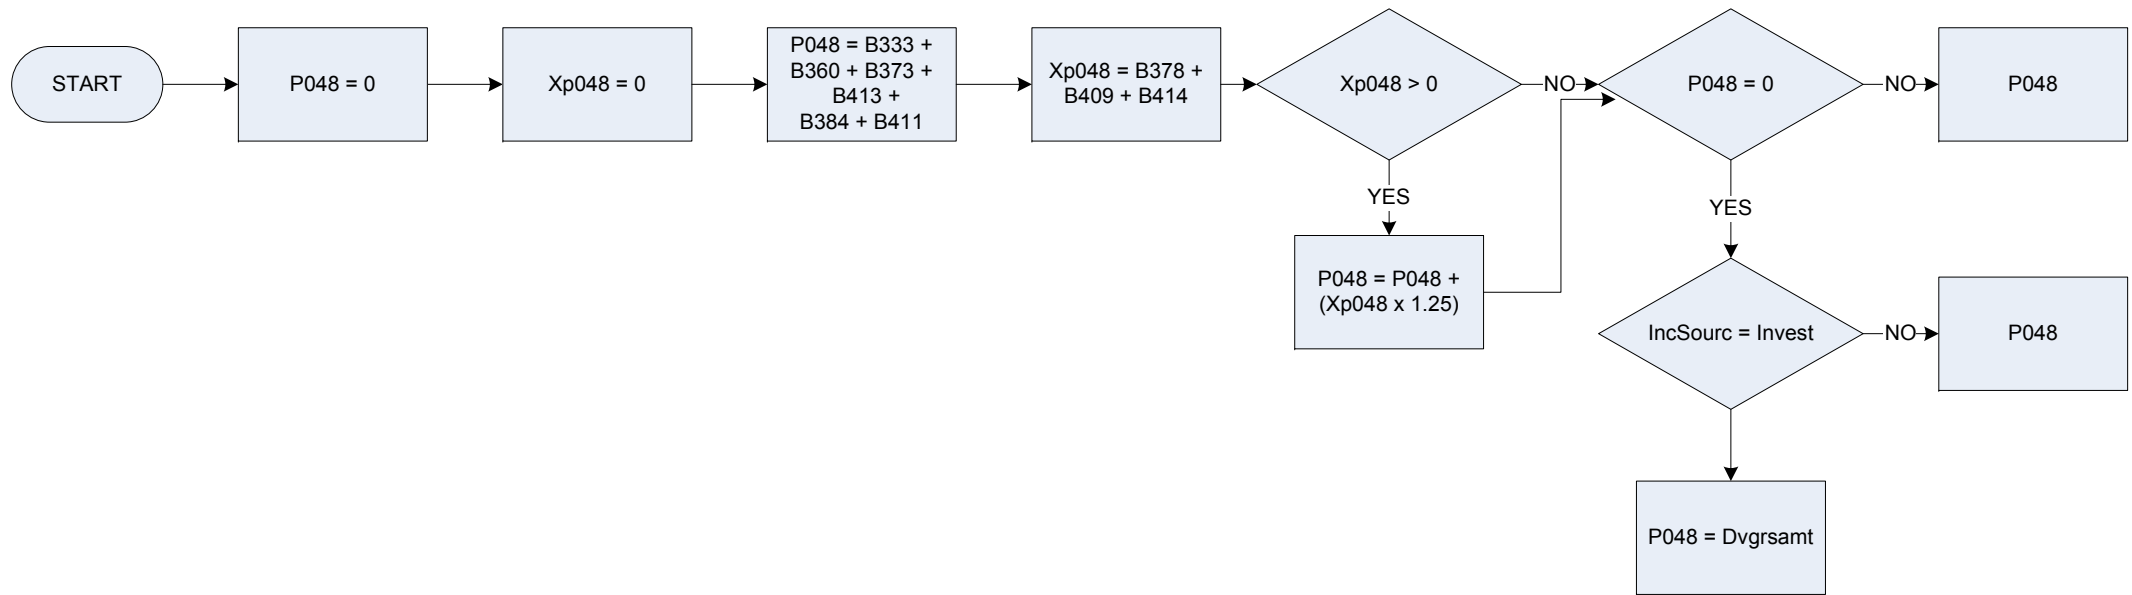 START
P048 = 0
Xp048 = 0
P048 = B333 +
B360 + B373 +
B413 +
B384 + B411
Xp048 = B378 +
B409 + B414
Xp048 > 0
NO
P048 = 0
NO
P048
YES
P048 = P048 +
(Xp048 x 1.25)
YES
IncSourc = Invest
NO
P048
P048 = Dvgrsamt